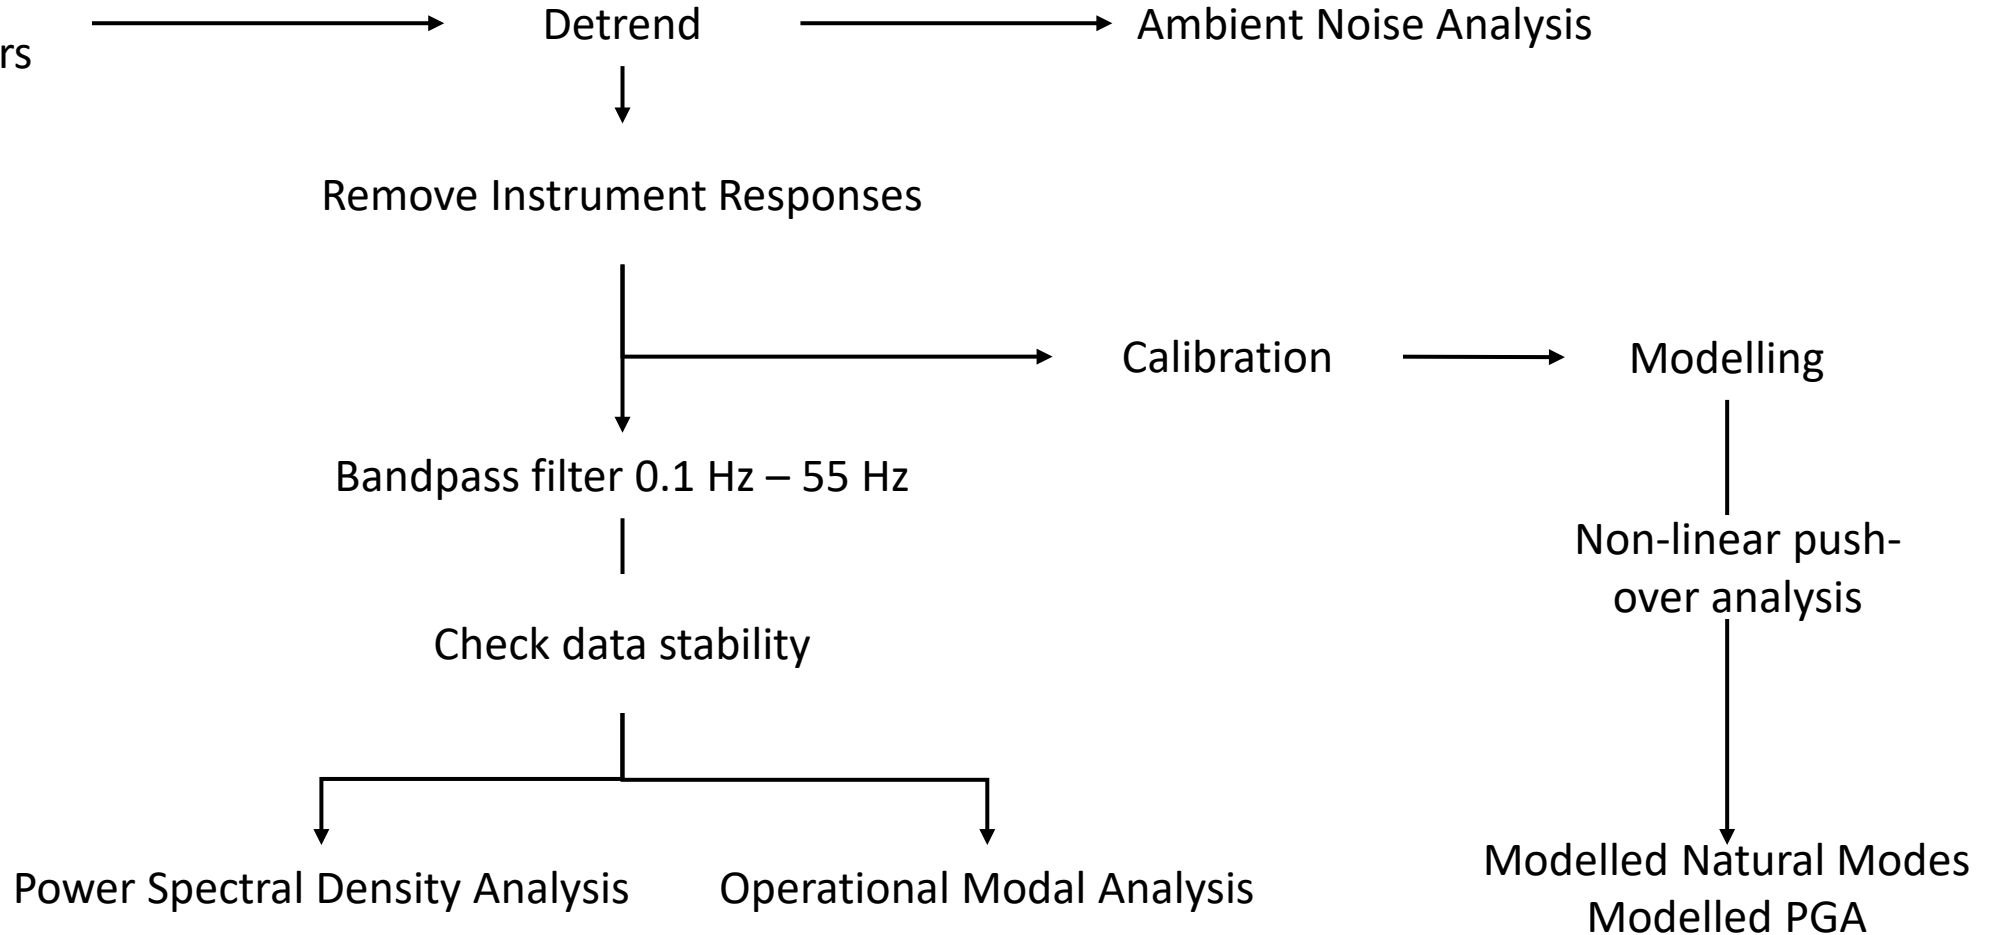 Detrend
Ambient Noise Analysis
rs
Remove Instrument Responses
Calibration
Modelling
Bandpass filter 0.1 Hz – 55 Hz
Non-linear push-
over analysis
Check data stability
Power Spectral Density Analysis
Operational Modal Analysis
Modelled Natural Modes
Modelled PGA